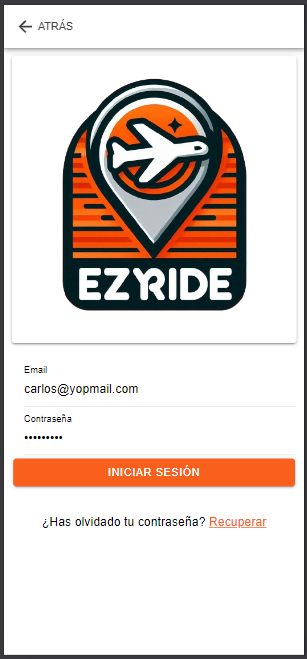 ATRÁS
EZYRIDE
Email
carlos@yopmail.com
Contraseña
•••••••••
INICIAR SESIÓN
¿Has olvidado tu contraseña? Recuperar